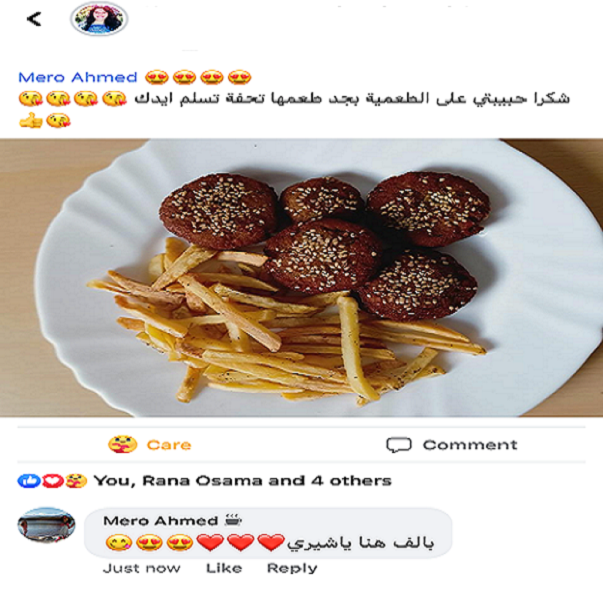 Mero Ahmed 😍😍😍😍
شكرا حبيبتي على الطعمية بجد طعمها تحفة تسلم ايدك 😘😘😘😘
👍😘
Care
Comment
You, Rana Osama and 4 others
Mero Ahmed ☕
بالف هنا ياشيري❤️❤️❤️😍😍😋
Just now Like Reply